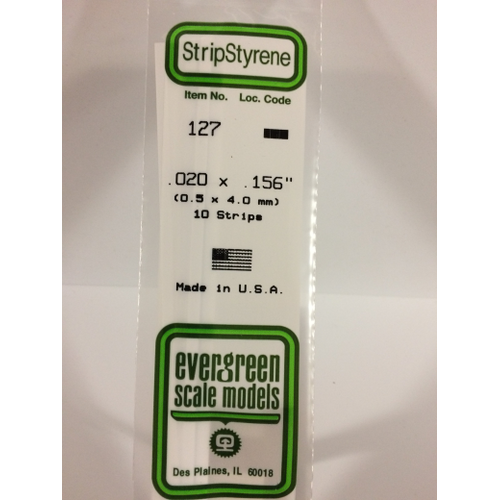 StripStyrene
Item No. Loc. Code
127
.020 x .156"
(0.5 x 4.0 mm)
10 Strips
Made in U.S.A.
evergreen
scale models
Des Plaines, IL 60018